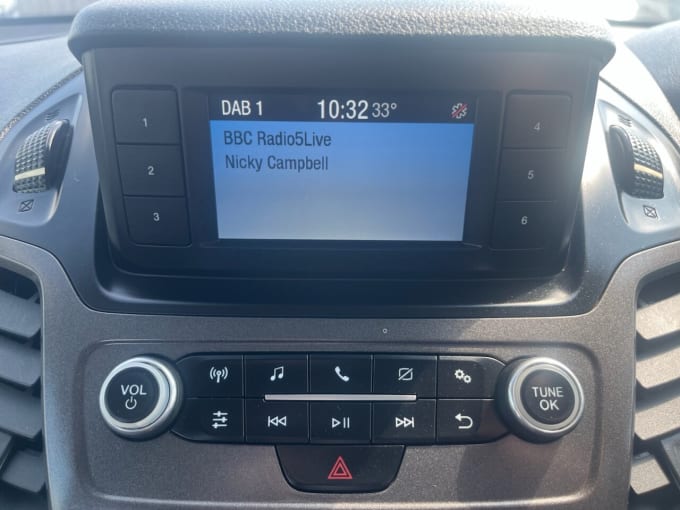 DAB 1 10:32 33°
BBC Radio5Live
Nicky Campbell
1
2
3
4
5
6
VOL
TUNE
OK